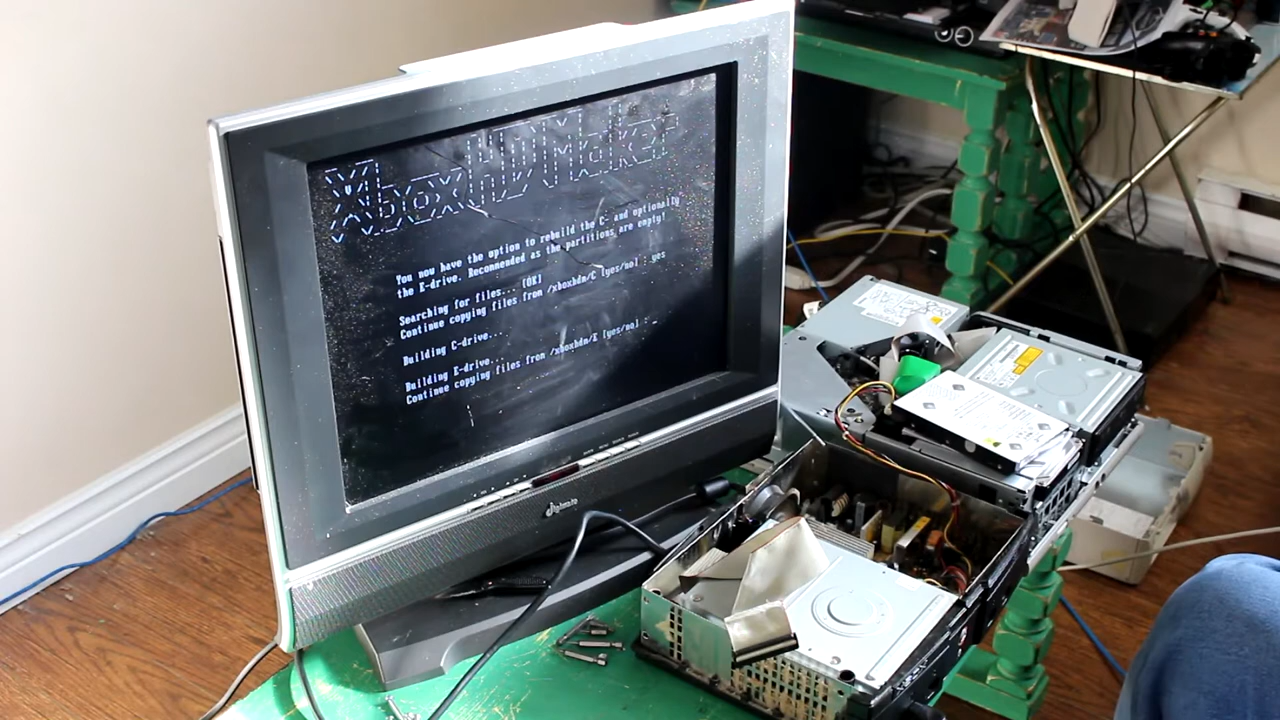 XboxHDMaker
You now have the option to rebuild the C- and optionally
the E-drive. Recommended as the partitions are empty!
Searching for files... [OK]
Continue copying files from /xboxhdm/C [yes/no] : yes
Building C-drive...
Building E-drive...
Continue copying files from /xboxhdm/E [yes/no] : _